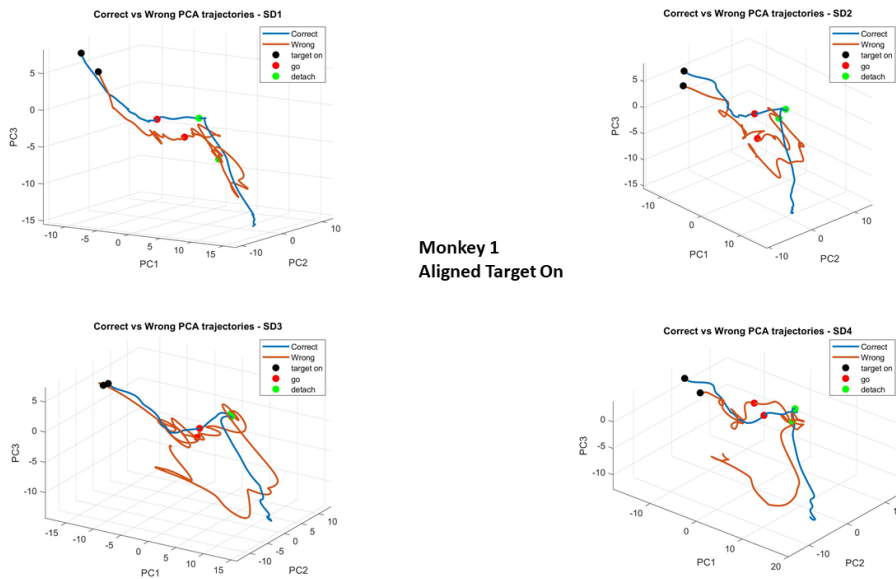 Correct vs Wrong PCA trajectories - SD1
Correct
Wrong
target on
go
detach
5
0
-5
-10
-15
PC3
-10
-5
0
5
10
15
PC1
-10
0
10
PC2
Correct vs Wrong PCA trajectories - SD2
Correct
Wrong
target on
go
detach
5
0
-5
-10
-15
PC3
-10
0
10
PC1
-10
0
10
PC2
Monkey 1
Aligned Target On
Correct vs Wrong PCA trajectories - SD3
Correct
Wrong
target on
go
detach
5
0
-5
-10
PC3
-15
-10
-5
0
5
10
15
PC1
-10
0
10
PC2
Correct vs Wrong PCA trajectories - SD4
Correct
Wrong
target on
go
detach
0
-5
-10
PC3
-10
0
10
20
PC1
-10
0
PC2